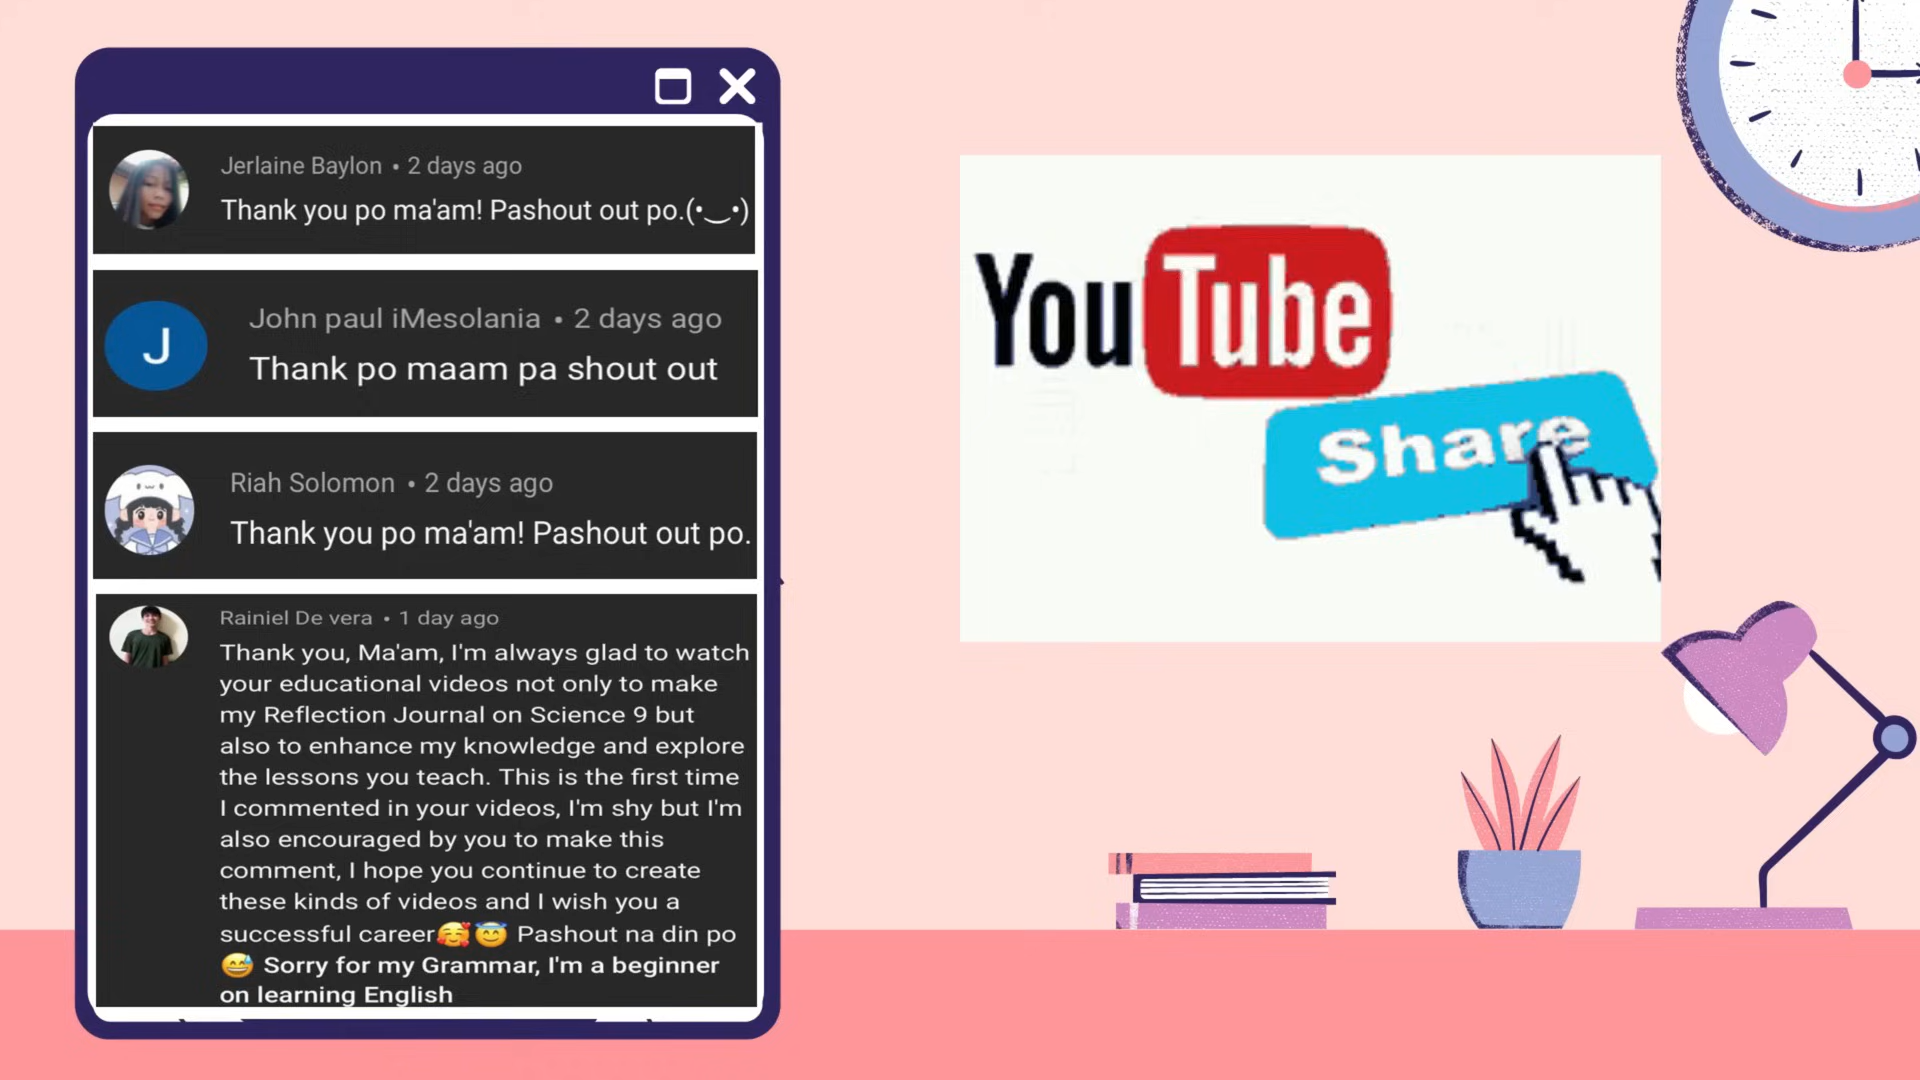 Jerlaine Baylon • 2 days ago
Thank you po ma'am! Pashout out po.(•‿•)
J
John paul iMesolania • 2 days ago
Thank po maam pa shout out
Riah Solomon • 2 days ago
Thank you po ma'am! Pashout out po.
Rainiel De vera • 1 day ago
Thank you, Ma'am, I'm always glad to watch
your educational videos not only to make
my Reflection Journal on Science 9 but
also to enhance my knowledge and explore
the lessons you teach. This is the first time
I commented in your videos, I'm shy but I'm
also encouraged by you to make this
comment, I hope you continue to create
these kinds of videos and I wish you a
successful career🥰😇 Pashout na din po
😅 Sorry for my Grammar, I'm a beginner
on learning English
YouTube
Share